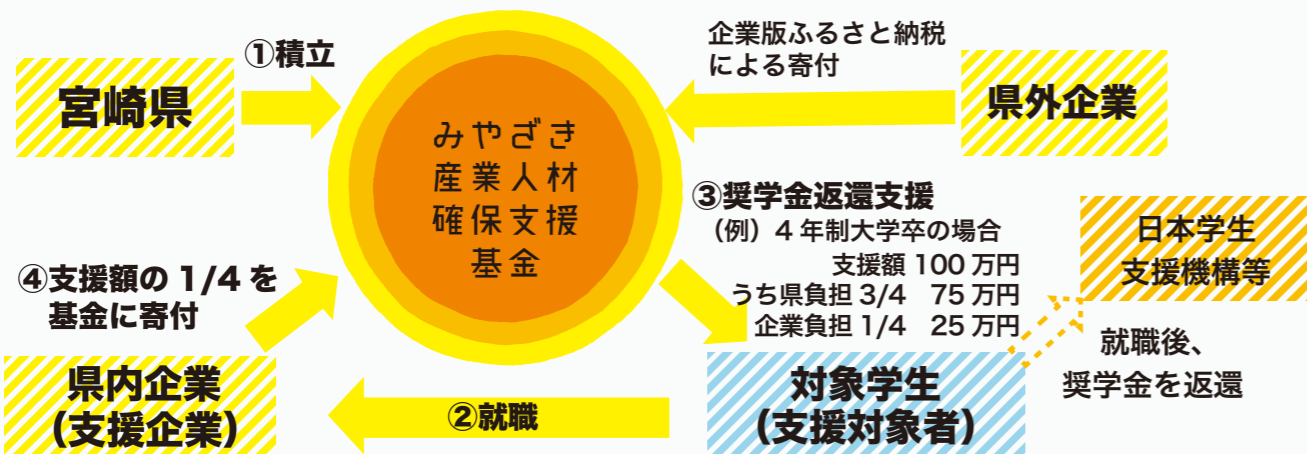 ①積立
宮崎県
みやざき
産業人材
確保支援
基金
企業版ふるさと納税
による寄付
県外企業
③奨学金返還支援
（例）4 年制大学卒の場合
支援額 100 万円
うち県負担 3/4　75 万円
企業負担 1/4　25 万円
日本学生
支援機構等
就職後、
奨学金を返還
④支援額の 1/4 を
基金に寄付
県内企業
（支援企業）
②就職
対象学生
（支援対象者）